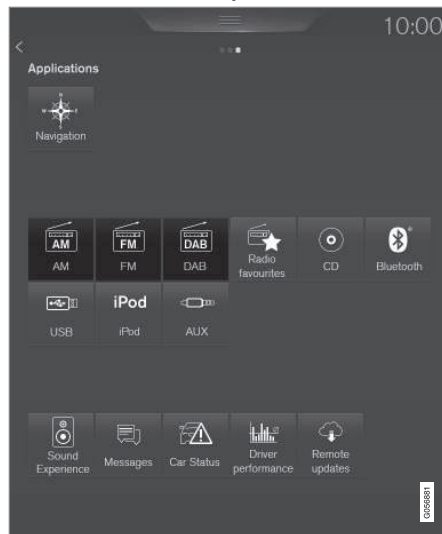 10:00
Applications
Navigation
AM
FM
DAB
AM
FM
DAB
Radio
favourites
CD
Bluetooth
iPod
USB
iPod
AUX
Sound
Experience
Messages
Car Status
Driver
performance
Remote
updates
G056881